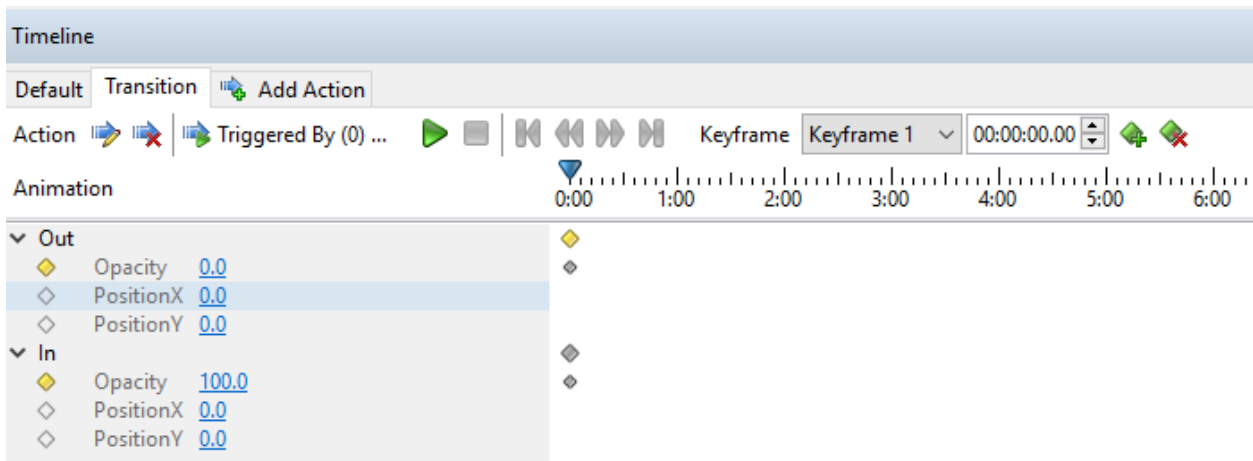 Timeline
Default Transition Add Action
Action Triggered By (0) ... Keyframe Keyframe 1 00:00:00.00
Animation 0:00 1:00 2:00 3:00 4:00 5:00 6:00
Out
Opacity 0.0
PositionX 0.0
PositionY 0.0
In
Opacity 100.0
PositionX 0.0
PositionY 0.0